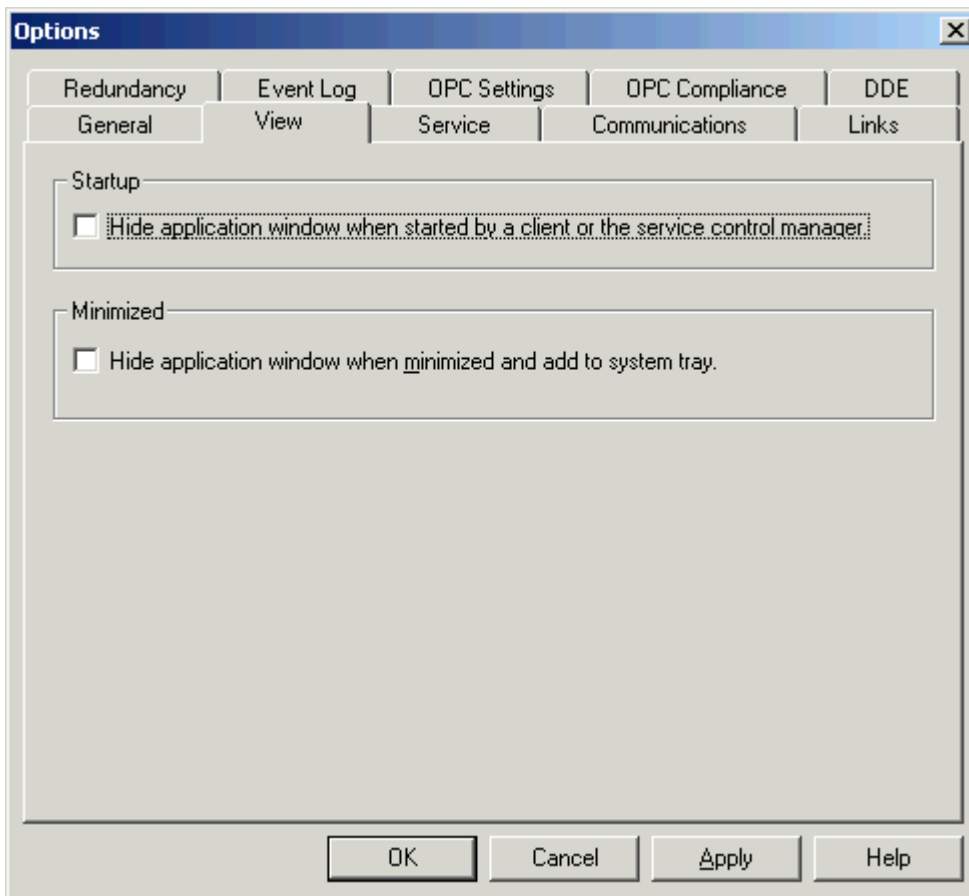 Options
Redundancy Event Log OPC Settings OPC Compliance DDE
General View Service Communications Links
Startup
Hide application window when started by a client or the service control manager.
Minimized
Hide application window when minimized and add to system tray.
OK Cancel Apply Help